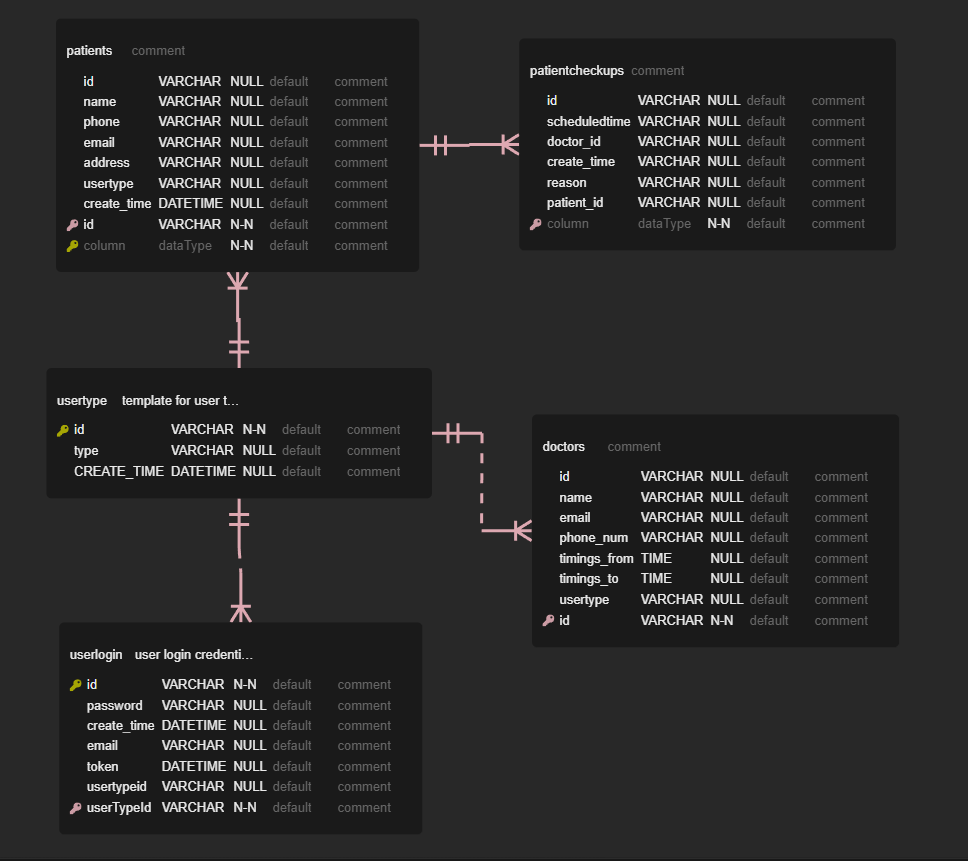 patients comment
id VARCHAR NULL default comment
name VARCHAR NULL default comment
phone VARCHAR NULL default comment
email VARCHAR NULL default comment
address VARCHAR NULL default comment
usertype VARCHAR NULL default comment
create_time DATETIME NULL default comment
id VARCHAR N-N default comment
column dataType N-N default comment
patientcheckups comment
id VARCHAR NULL default comment
scheduledtime VARCHAR NULL default comment
doctor_id VARCHAR NULL default comment
create_time VARCHAR NULL default comment
reason VARCHAR NULL default comment
patient_id VARCHAR NULL default comment
column dataType N-N default comment
usertype template for user t...
id VARCHAR N-N default comment
type VARCHAR NULL default comment
CREATE_TIME DATETIME NULL default comment
doctors comment
id VARCHAR NULL default comment
name VARCHAR NULL default comment
email VARCHAR NULL default comment
phone_num VARCHAR NULL default comment
timings_from TIME NULL default comment
timings_to TIME NULL default comment
usertype VARCHAR NULL default comment
id VARCHAR N-N default comment
userlogin user login credenti...
id VARCHAR N-N default comment
password VARCHAR NULL default comment
create_time DATETIME NULL default comment
email VARCHAR NULL default comment
token DATETIME NULL default comment
usertypeid VARCHAR NULL default comment
userTypeId VARCHAR N-N default comment